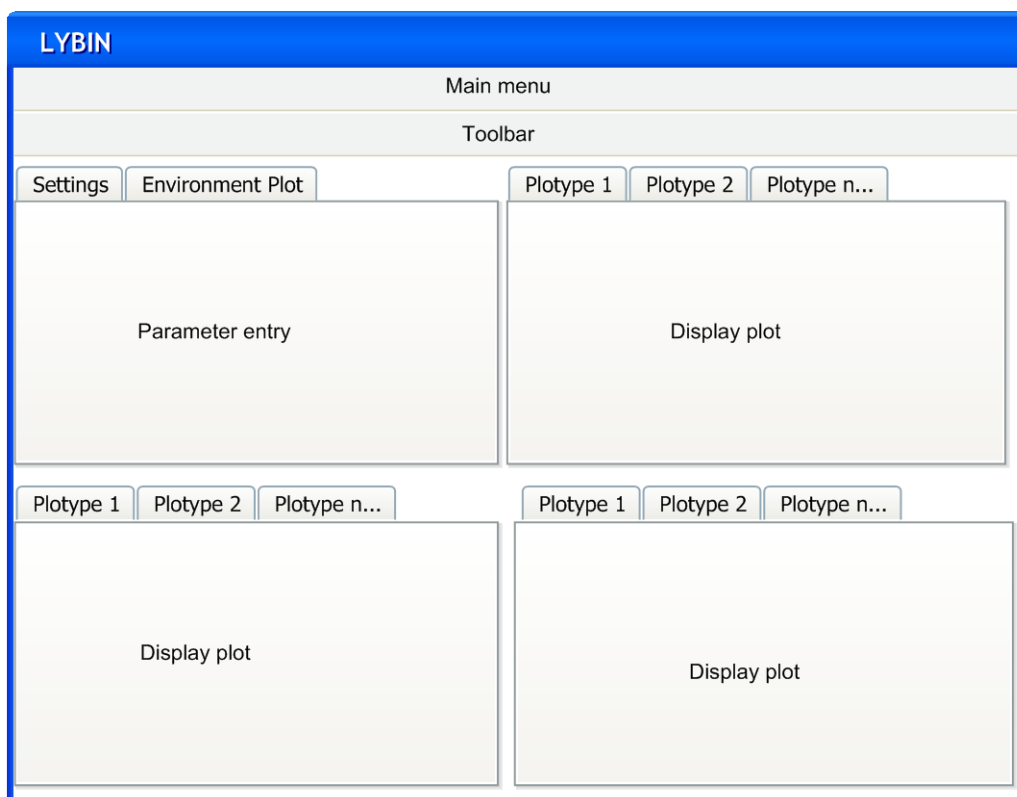 LYBIN
Main menu
Toolbar
Settings Environment Plot
Plotype 1 Plotype 2 Plotype n...
Parameter entry
Display plot
Plotype 1 Plotype 2 Plotype n...
Plotype 1 Plotype 2 Plotype n...
Display plot
Display plot